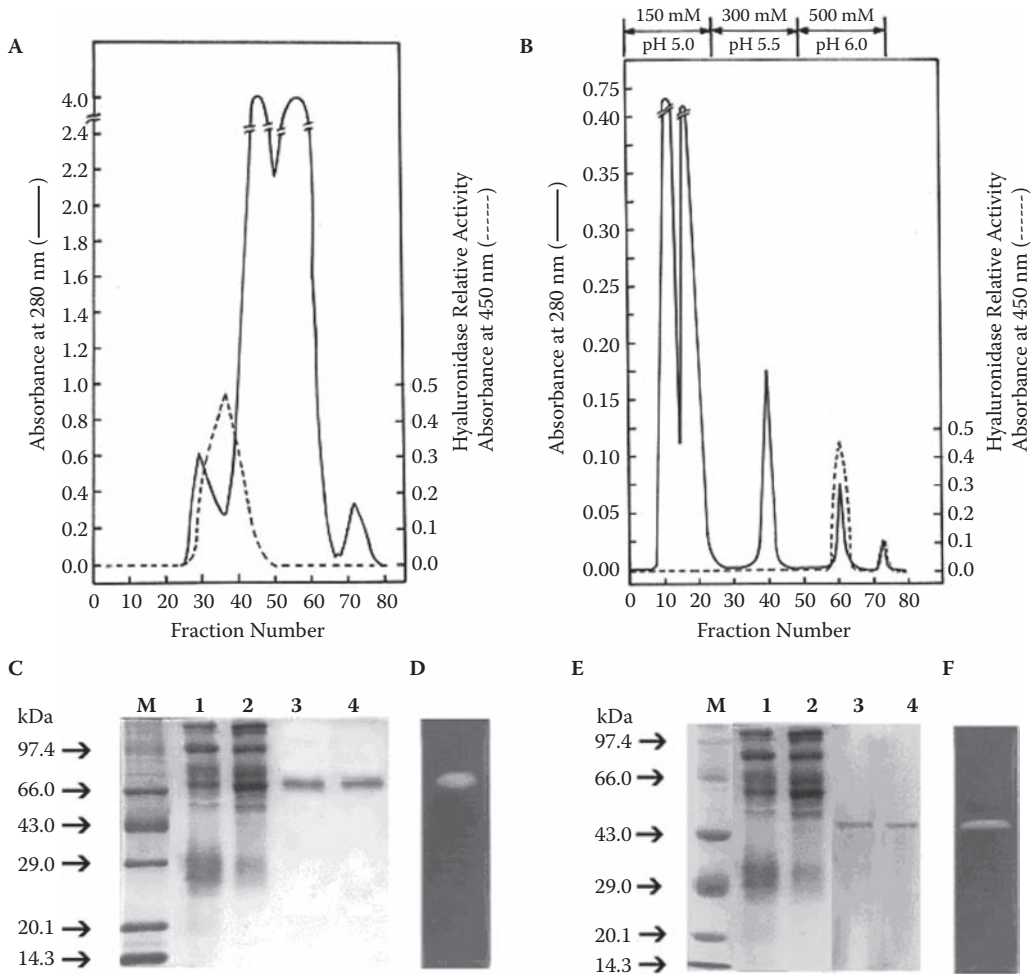 A
Absorbance at 280 nm (——)
4.0
2.4
2.2
2.0
1.8
1.6
1.4
1.2
1.0
0.8
0.6
0.4
0.2
0.0
0.5
0.4
0.3
0.2
0.1
0.0
Hyaluronidase Relative Activity
Absorbance at 450 nm (------)
0 10 20 30 40 50 60 70 80
Fraction Number
B
150 mM 300 mM 500 mM
pH 5.0 pH 5.5 pH 6.0
Absorbance at 280 nm (——)
0.75
0.40
0.35
0.30
0.25
0.20
0.15
0.10
0.05
0.00
0.5
0.4
0.3
0.2
0.1
0.0
Hyaluronidase Relative Activity
Absorbance at 450 nm (------)
0 10 20 30 40 50 60 70 80
Fraction Number
C
kDa M 1 2 3 4
97.4
66.0
43.0
29.0
20.1
14.3
D
E
kDa M 1 2 3 4
97.4
66.0
43.0
29.0
20.1
14.3
F